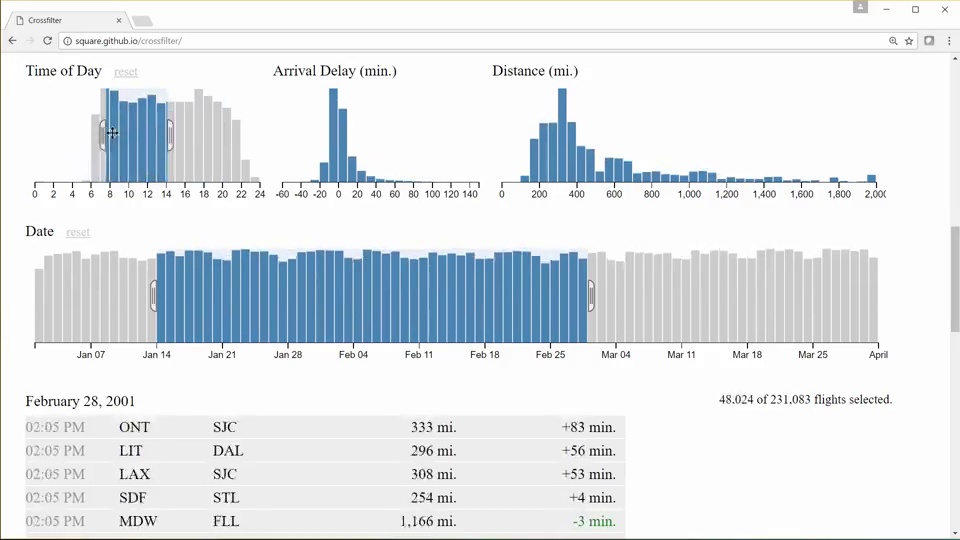 Crossfilter
square.github.io/crossfilter/
Time of Day reset
Arrival Delay (min.)
Distance (mi.)
0 2 4 6 8 10 12 14 16 18 20 22 24
-60 -40 -20 0 20 40 60 80 100 120 140
0 200 400 600 800 1,000 1,200 1,400 1,600 1,800 2,000
Date reset
Jan 07 Jan 14 Jan 21 Jan 28 Feb 04 Feb 11 Feb 18 Feb 25 Mar 04 Mar 11 Mar 18 Mar 25 April
February 28, 2001
48,024 of 231,083 flights selected.
02:05 PM ONT SJC 333 mi. +83 min.
02:05 PM LIT DAL 296 mi. +56 min.
02:05 PM LAX SJC 308 mi. +53 min.
02:05 PM SDF STL 254 mi. +4 min.
02:05 PM MDW FLL 1,166 mi. -3 min.